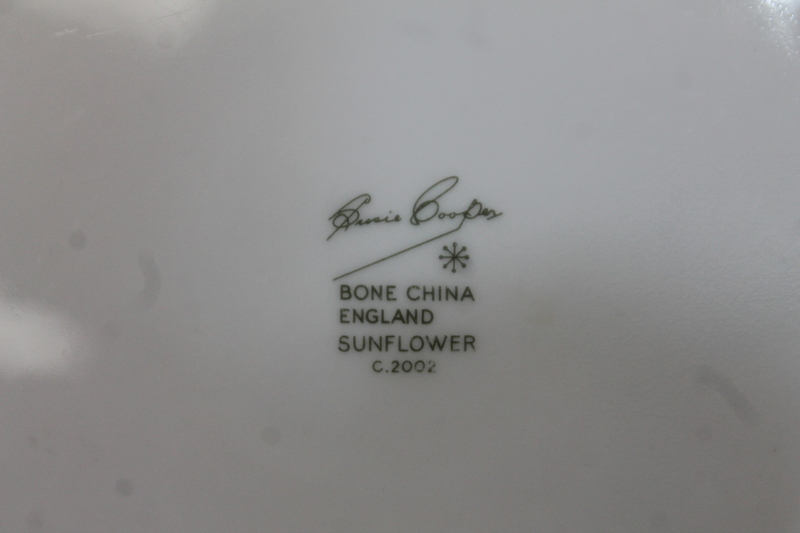 Susie Cooper
BONE CHINA
ENGLAND
SUNFLOWER
C.2002